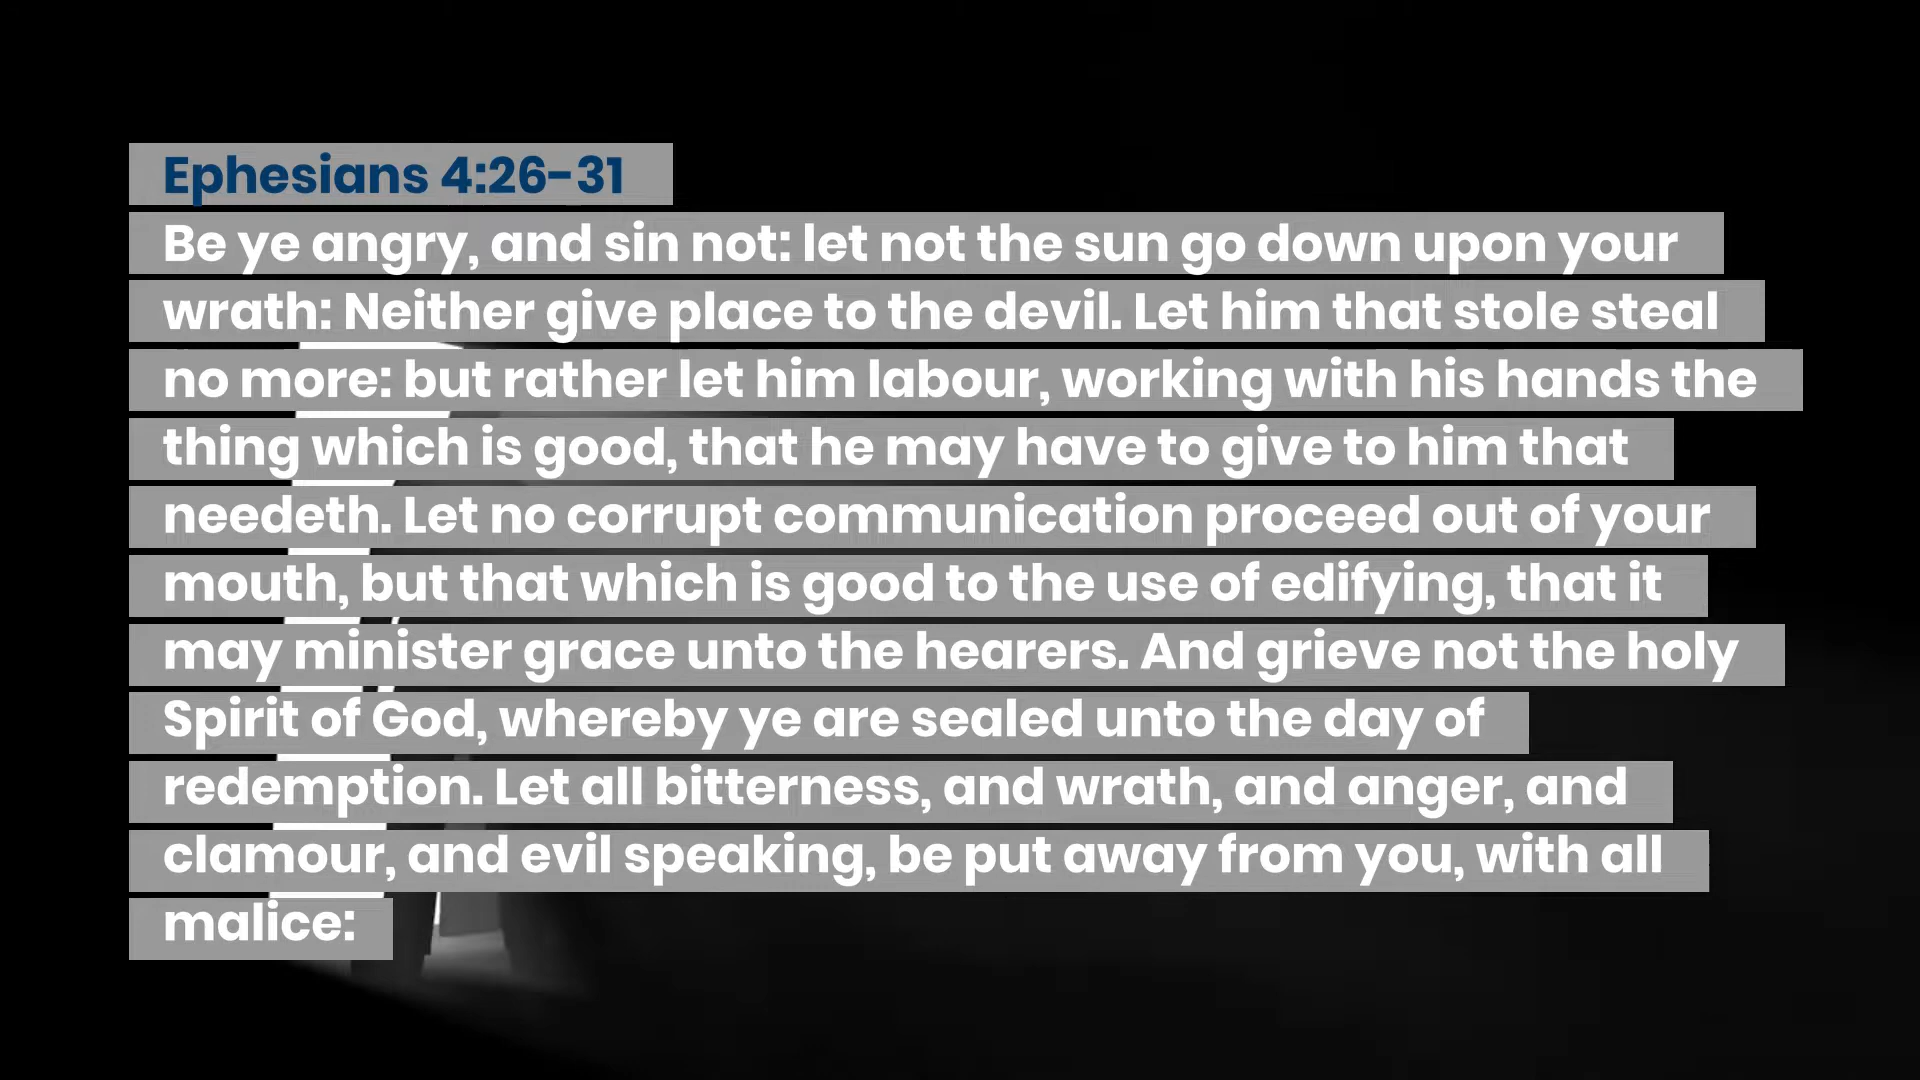 Ephesians 4:26-31
Be ye angry, and sin not: let not the sun go down upon your
wrath: Neither give place to the devil. Let him that stole steal
no more: but rather let him labour, working with his hands the
thing which is good, that he may have to give to him that
needeth. Let no corrupt communication proceed out of your
mouth, but that which is good to the use of edifying, that it
may minister grace unto the hearers. And grieve not the holy
Spirit of God, whereby ye are sealed unto the day of
redemption. Let all bitterness, and wrath, and anger, and
clamour, and evil speaking, be put away from you, with all
malice: